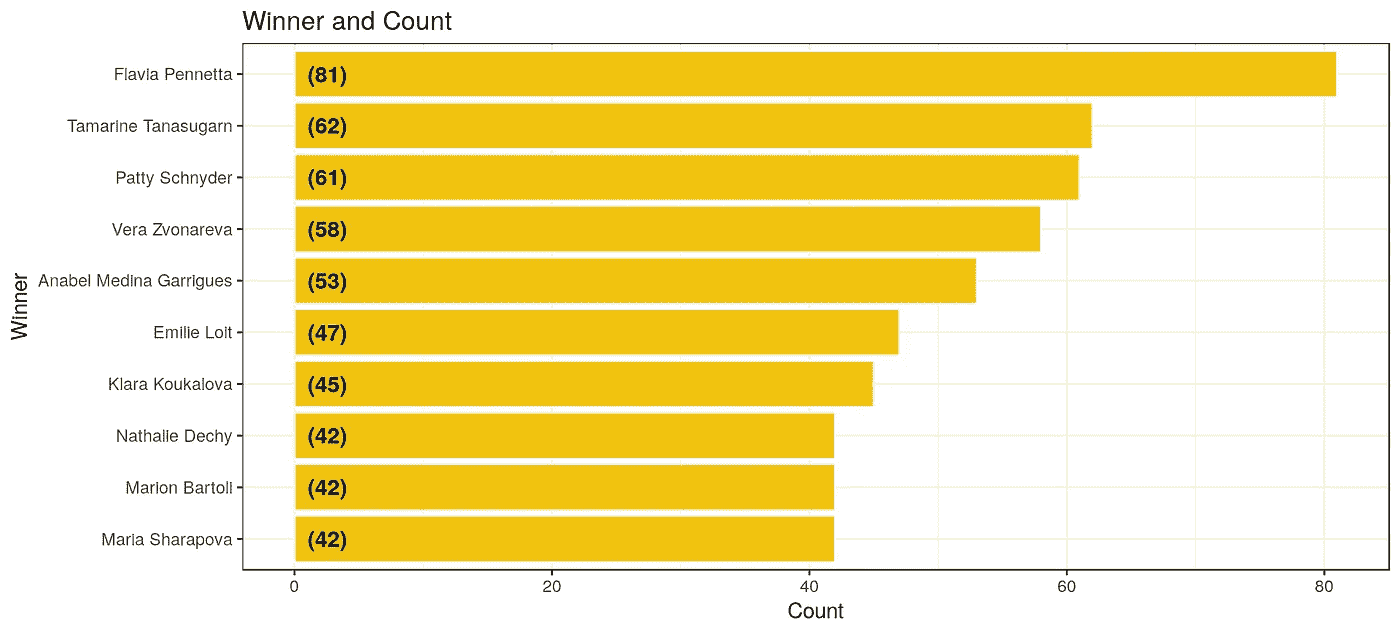 Winner and Count
Winner
Flavia Pennetta (81)
Tamarine Tanasugarn (62)
Patty Schnyder (61)
Vera Zvonareva (58)
Anabel Medina Garrigues (53)
Emilie Loit (47)
Klara Koukalova (45)
Nathalie Dechy (42)
Marion Bartoli (42)
Maria Sharapova (42)
0 20 40 60 80
Count